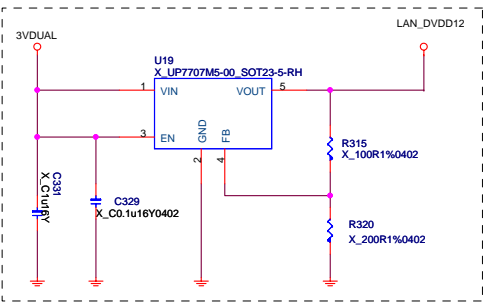 LAN_DVDD12
3VDUAL
U19
X_UP7707M5-00_SOT23-5-RH
1
VIN
VOUT
5
3
EN
GND
FB
2
4
R315
X_100R1%0402
C331
X_C1u16Y
C329
X_C0.1u16Y0402
R320
X_200R1%0402